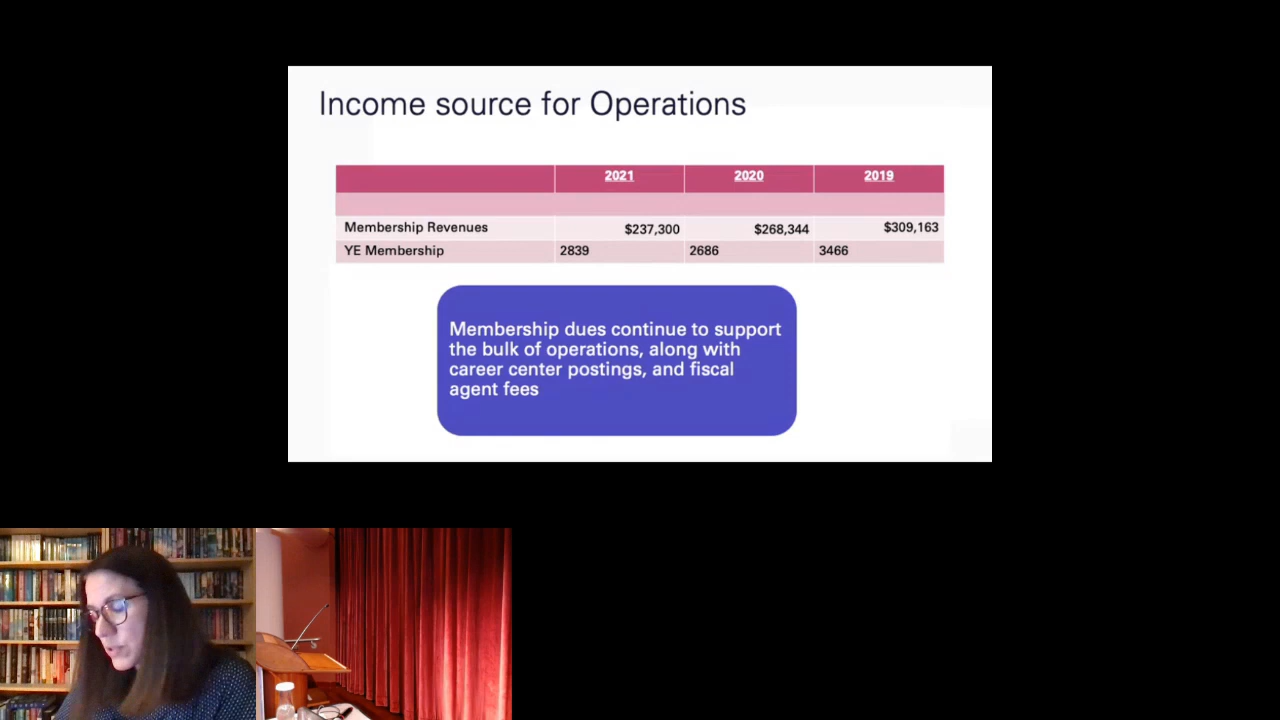 Income source for Operations
2021 2020 2019
Membership Revenues $237,300 $268,344 $309,163
YE Membership 2839 2686 3466
Membership dues continue to support
the bulk of operations, along with
career center postings, and fiscal
agent fees